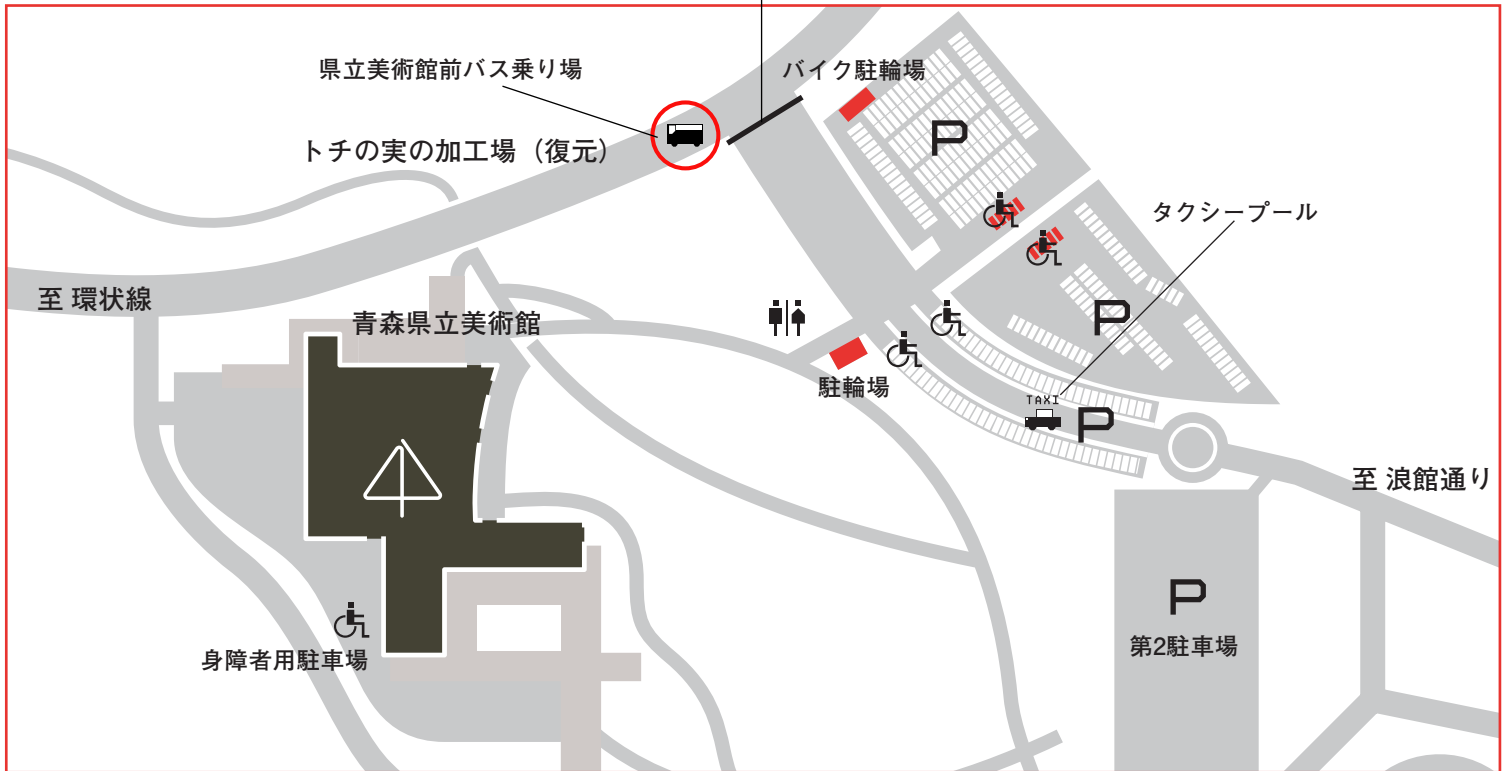 県立美術館前バス乗り場
バイク駐輪場
トチの実の加工場（復元）
P
タクシープール
至 環状線
青森県立美術館
P
駐輪場
TAXI
P
至 浪館通り
P
第2駐車場
身障者用駐車場